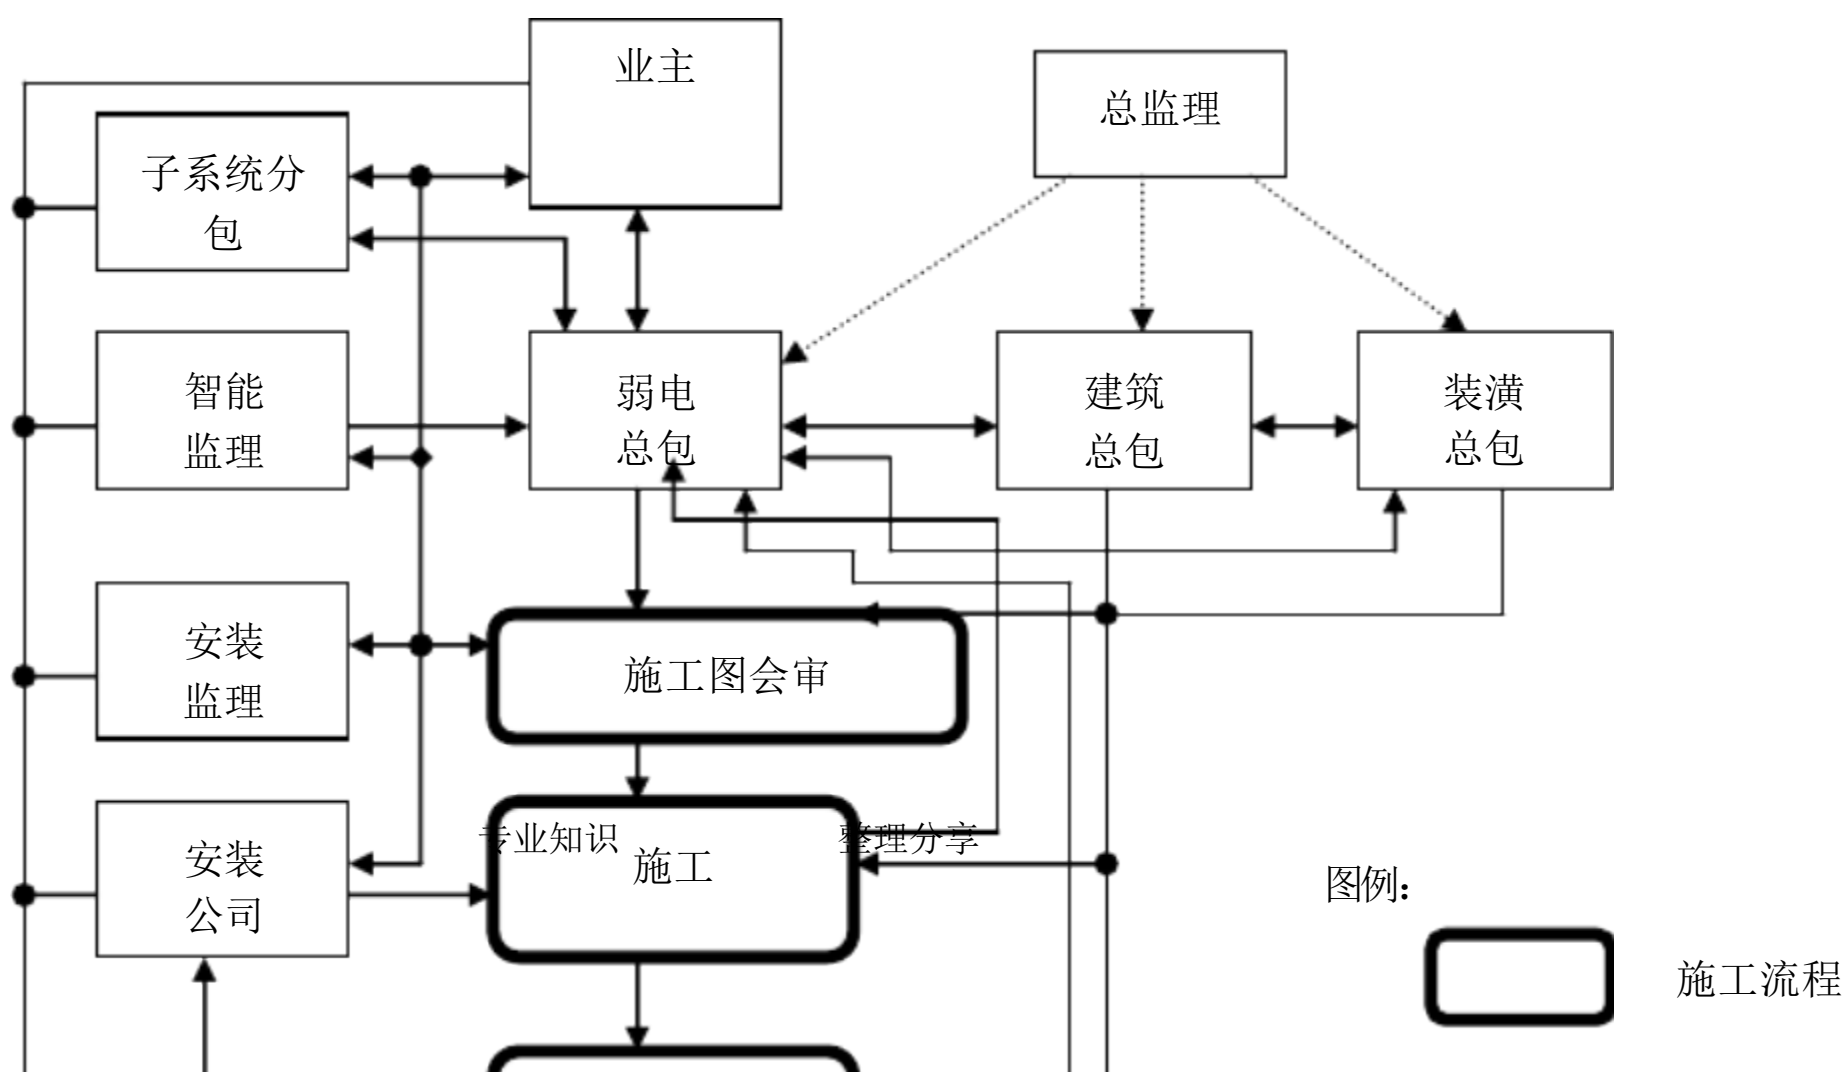 业主
总监理
子系统分
包
智能
监理
弱电
总包
建筑
总包
装潢
总包
安装
监理
施工图会审
专业知识
整理分享
施工
安装
公司
图例：
施工流程